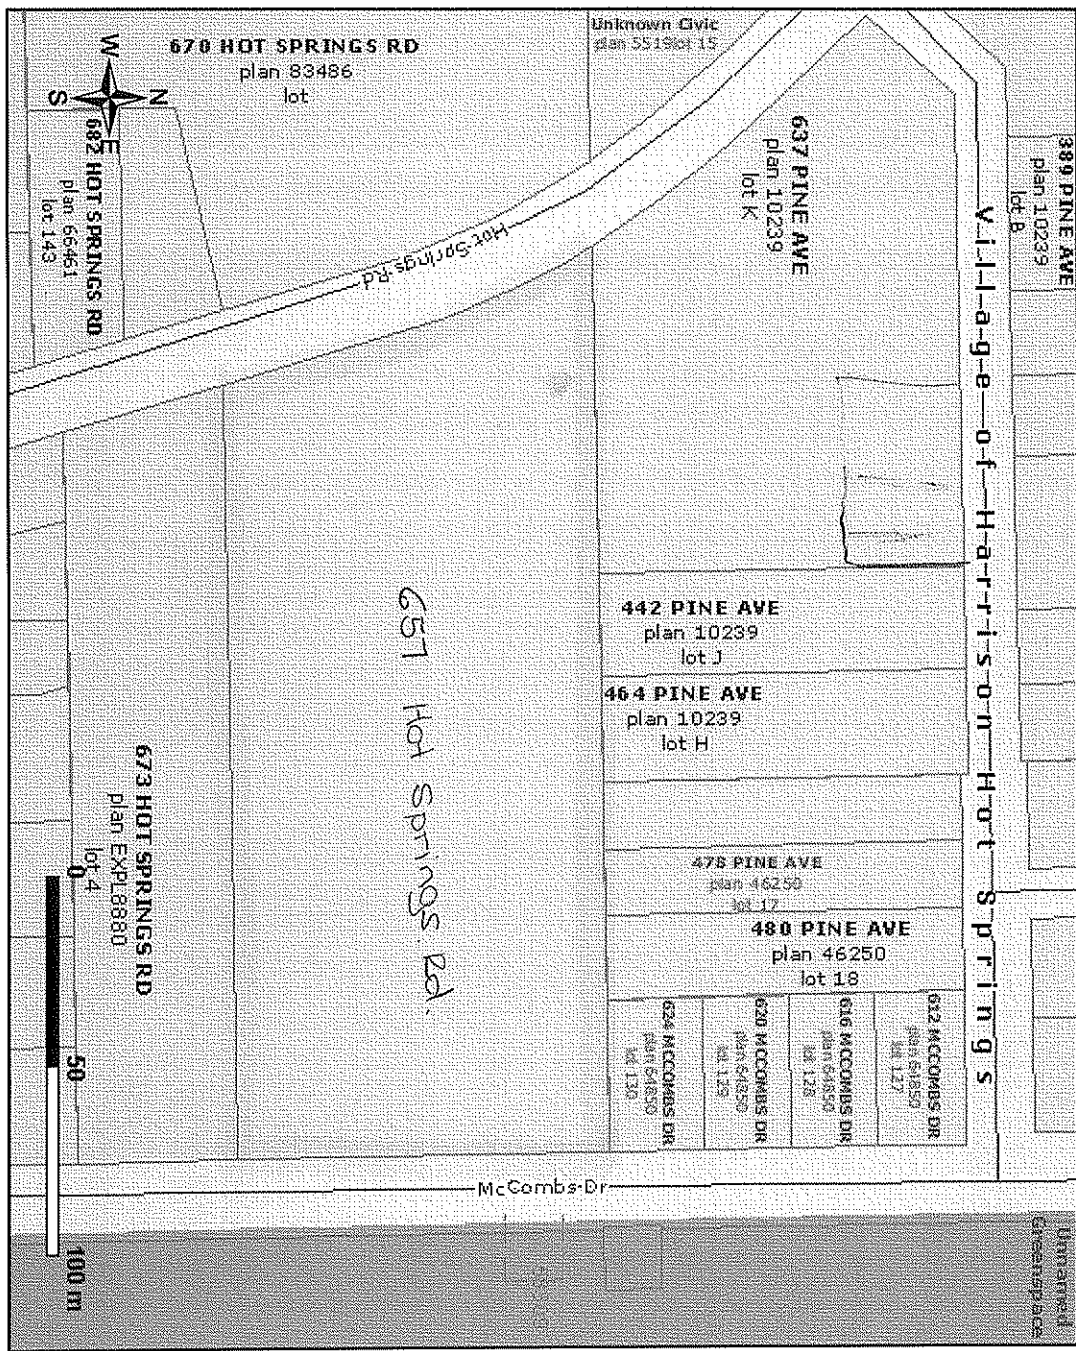 Unknown Civic
plan 55190lot 15
670 HOT SPRINGS RD
plan 83486
lot
W
S
N
E
682 HOT SPRINGS RD
plan 66461
lot 143
637 PINE AVE
plan 10239
lot K
389 PINE AVE
plan 10239
lot B
Village of Harrison Hot Springs
Hot-Springs-Rd
442 PINE AVE
plan 10239
lot J
464 PINE AVE
plan 10239
lot H
657 Hot Springs Rd.
673 HOT SPRINGS RD
plan EXPL8880
lot 4
478 PINE AVE
plan 46250
lot 17
480 PINE AVE
plan 46250
lot 18
612 MCCOMBS DR
plan 64850
lot 127
616 MCCOMBS DR
plan 64850
lot 128
620 MCCOMBS DR
plan 64850
lot 129
624 MCCOMBS DR
plan 64850
lot 130
McCombs-Dr
Unnamed
Greenspace
0
50
100 m